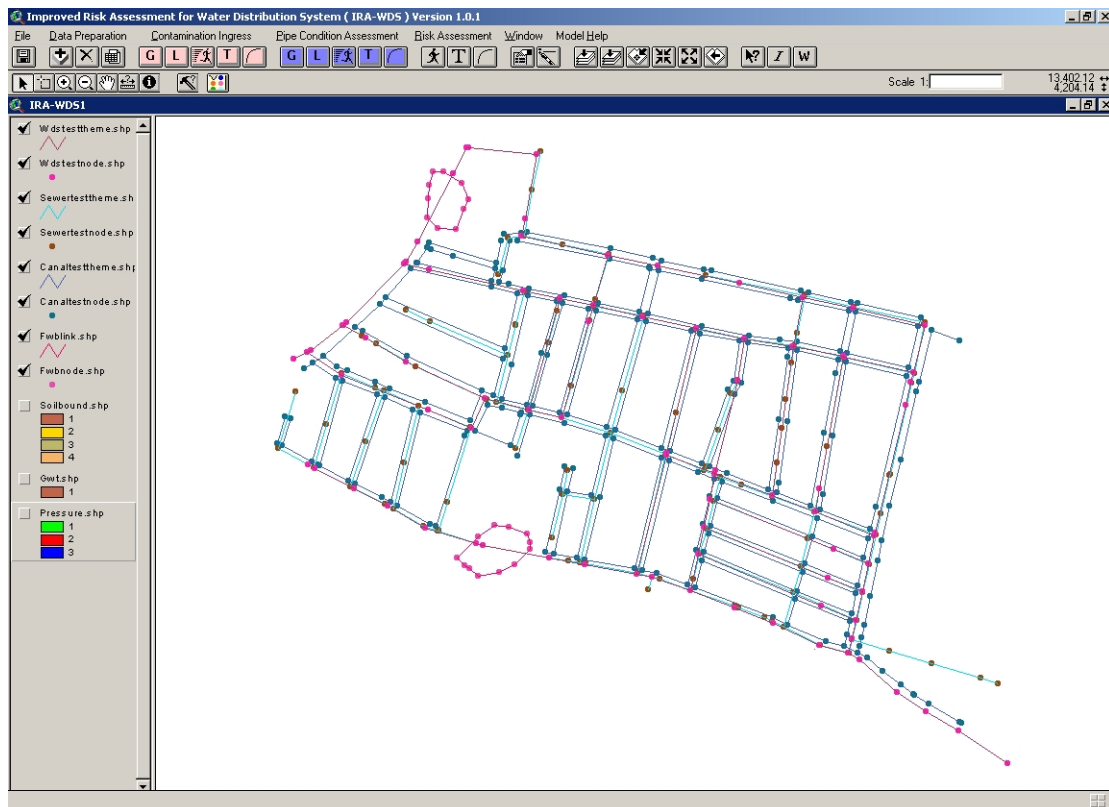 Improved Risk Assessment for Water Distribution System ( IRA-WDS ) Version 1.0.1
File Data Preparation Contamination Ingress Pipe Condition Assessment Risk Assessment Window Model Help
G L T G L T T I W
Scale 1: 13,402.12
4,204.14
IRA-WDS1
Wdstesttheme.shp
Wdstestnode.shp
Sewertesttheme.sh
Sewertestnode.shp
Canaltesttheme.shp
Canaltestnode.shp
Fwblink.shp
Fwbnode.shp
Soilbound.shp
1
2
3
4
Gwt.shp
1
Pressure.shp
1
2
3